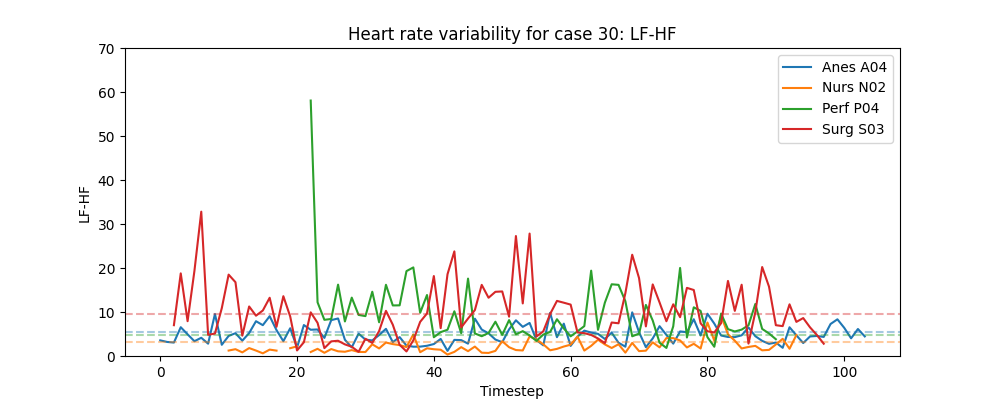 Heart rate variability for case 30: LF-HF
70
60
50
40
30
20
10
0
LF-HF
Anes A04
Nurs N02
Perf P04
Surg S03
0 20 40 60 80 100
Timestep